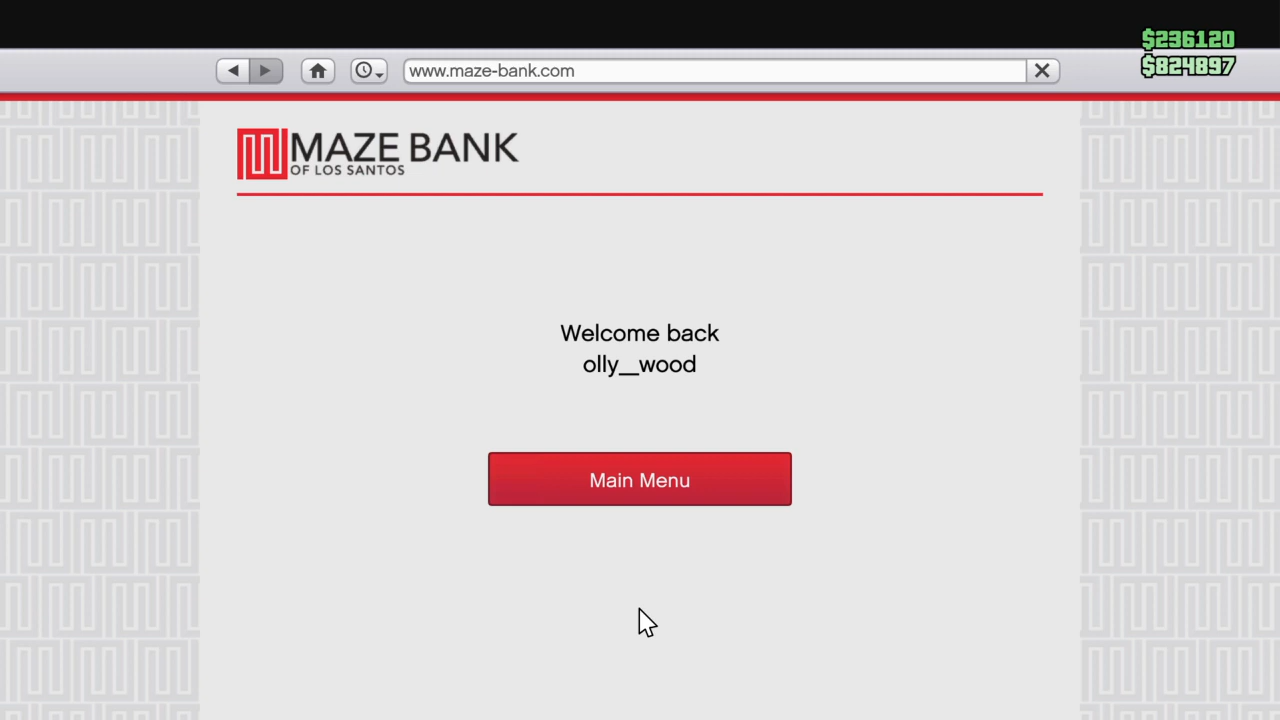 $236120
$824897
www.maze-bank.com
MAZE BANK
OF LOS SANTOS
Welcome back
olly__wood
Main Menu